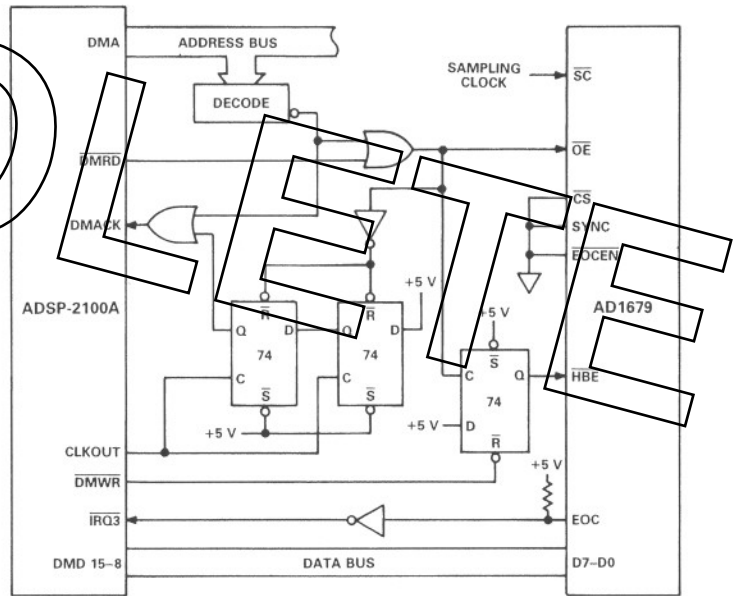 DMA
ADDRESS BUS
DECODE
SAMPLING
CLOCK
SC
DMRD
OE
DMACK
CS
SYNC
EOCEN
+5 V
ADSP-2100A
AD1679
R
R
+5 V
Q
D
Q
D
74
74
S
C
C
C
Q
HBE
74
S
S
+5 V
+5 V
D
R
CLKOUT
+5 V
DMWR
IRQ3
EOC
DMD 15–8
DATA BUS
D7–D0
OLETE